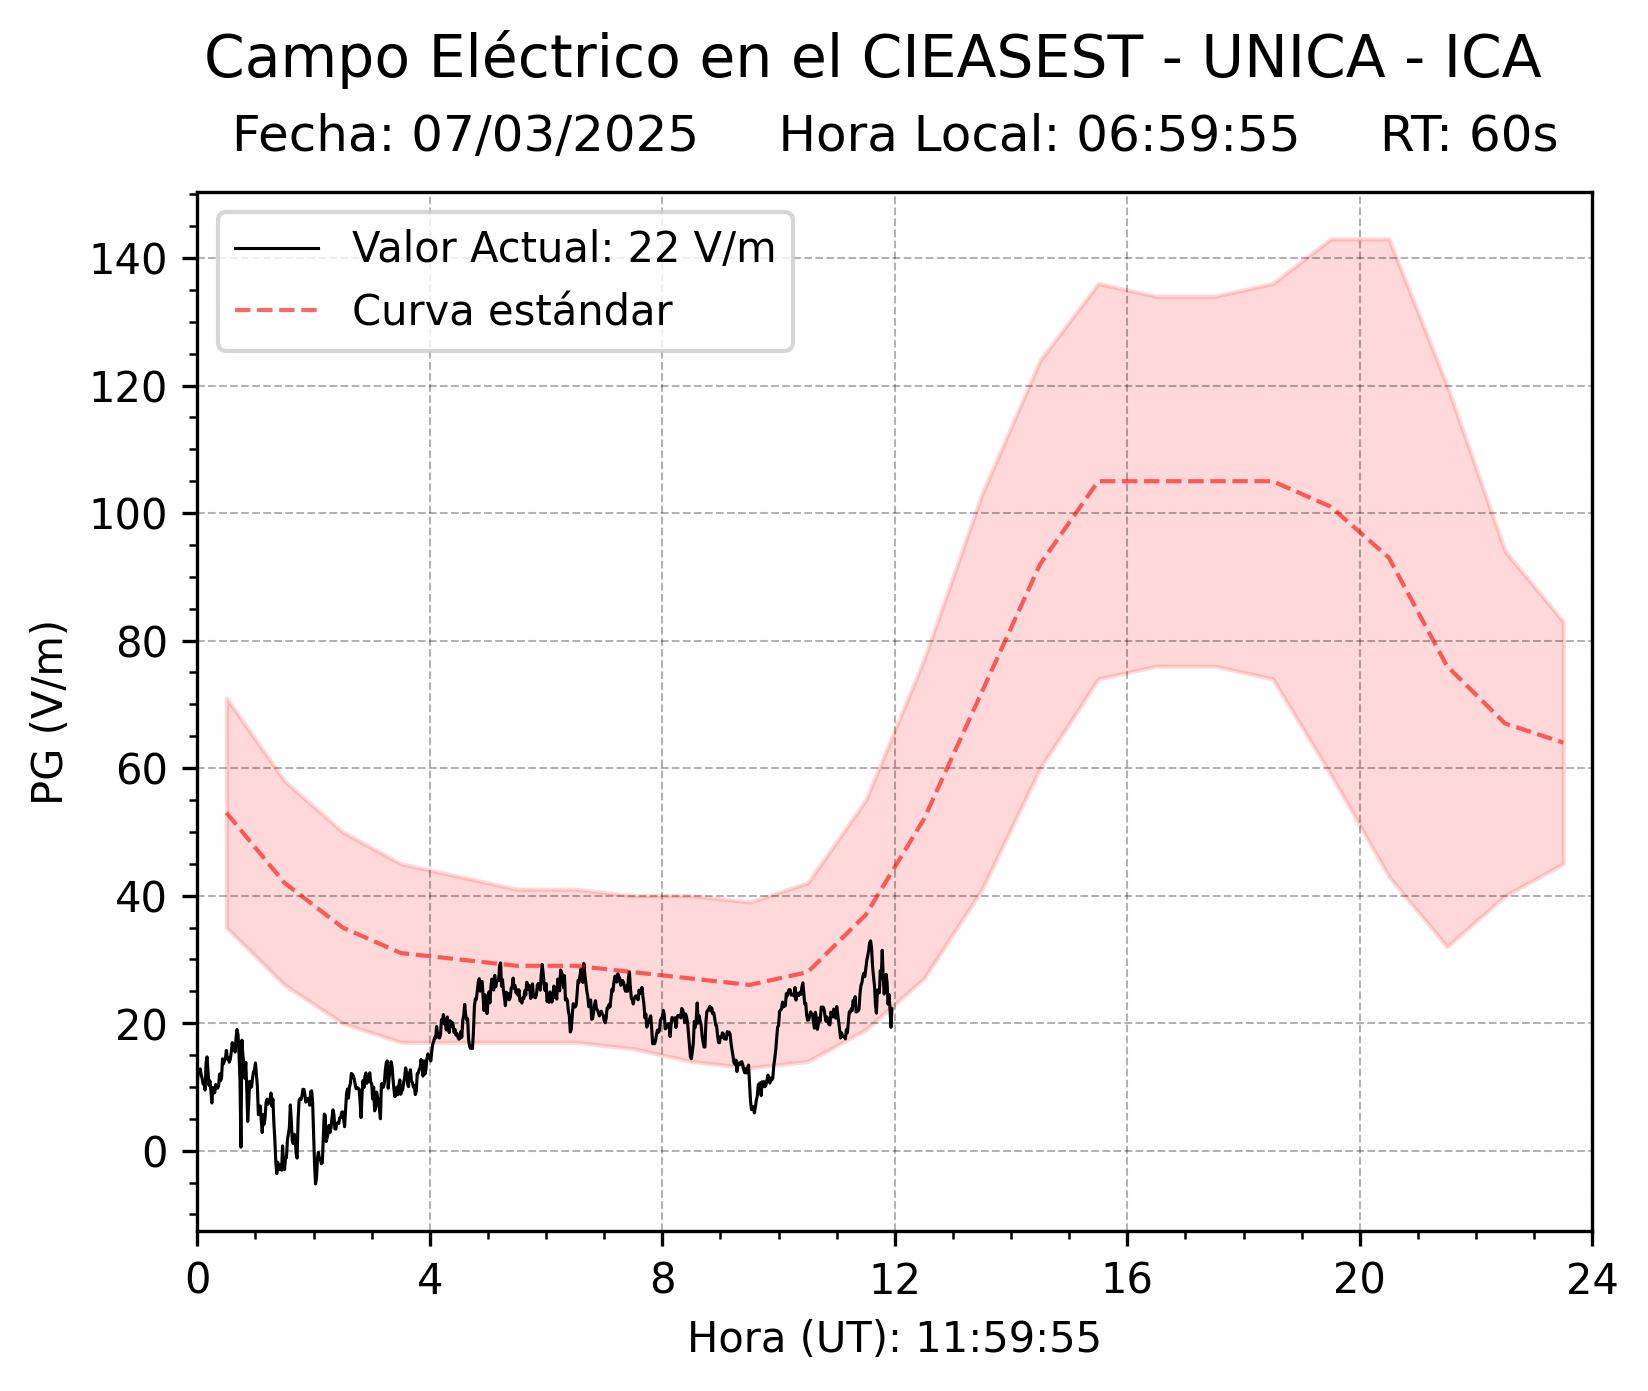 Campo Eléctrico en el CIEASEST - UNICA - ICA
Fecha: 07/03/2025 Hora Local: 06:59:55 RT: 60s
Valor Actual: 22 V/m
Curva estándar
140
120
100
80
60
40
20
0
PG (V/m)
0 4 8 12 16 20 24
Hora (UT): 11:59:55